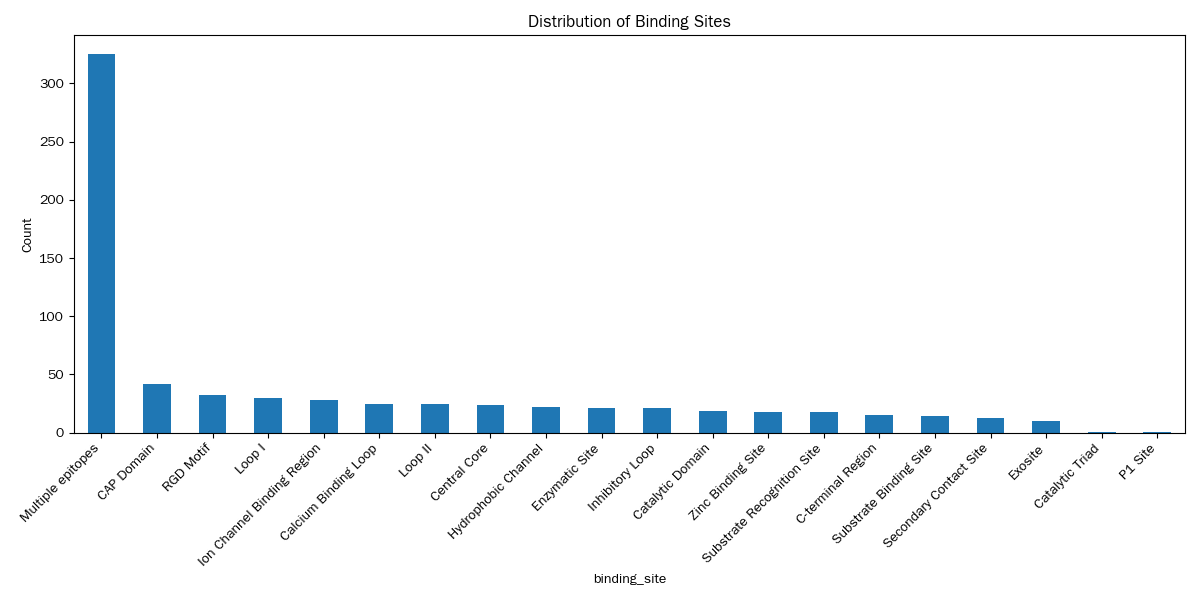 Distribution of Binding Sites
Count
300
250
200
150
100
50
0
Multiple epitopes
CAP Domain
RGD Motif
Loop I
Ion Channel Binding Region
Calcium Binding Loop
Loop II
Central Core
Hydrophobic Channel
Enzymatic Site
Inhibitory Loop
Catalytic Domain
Zinc Binding Site
Substrate Recognition Site
C-terminal Region
Substrate Binding Site
Secondary Contact Site
Exosite
Catalytic Triad
P1 Site
binding_site